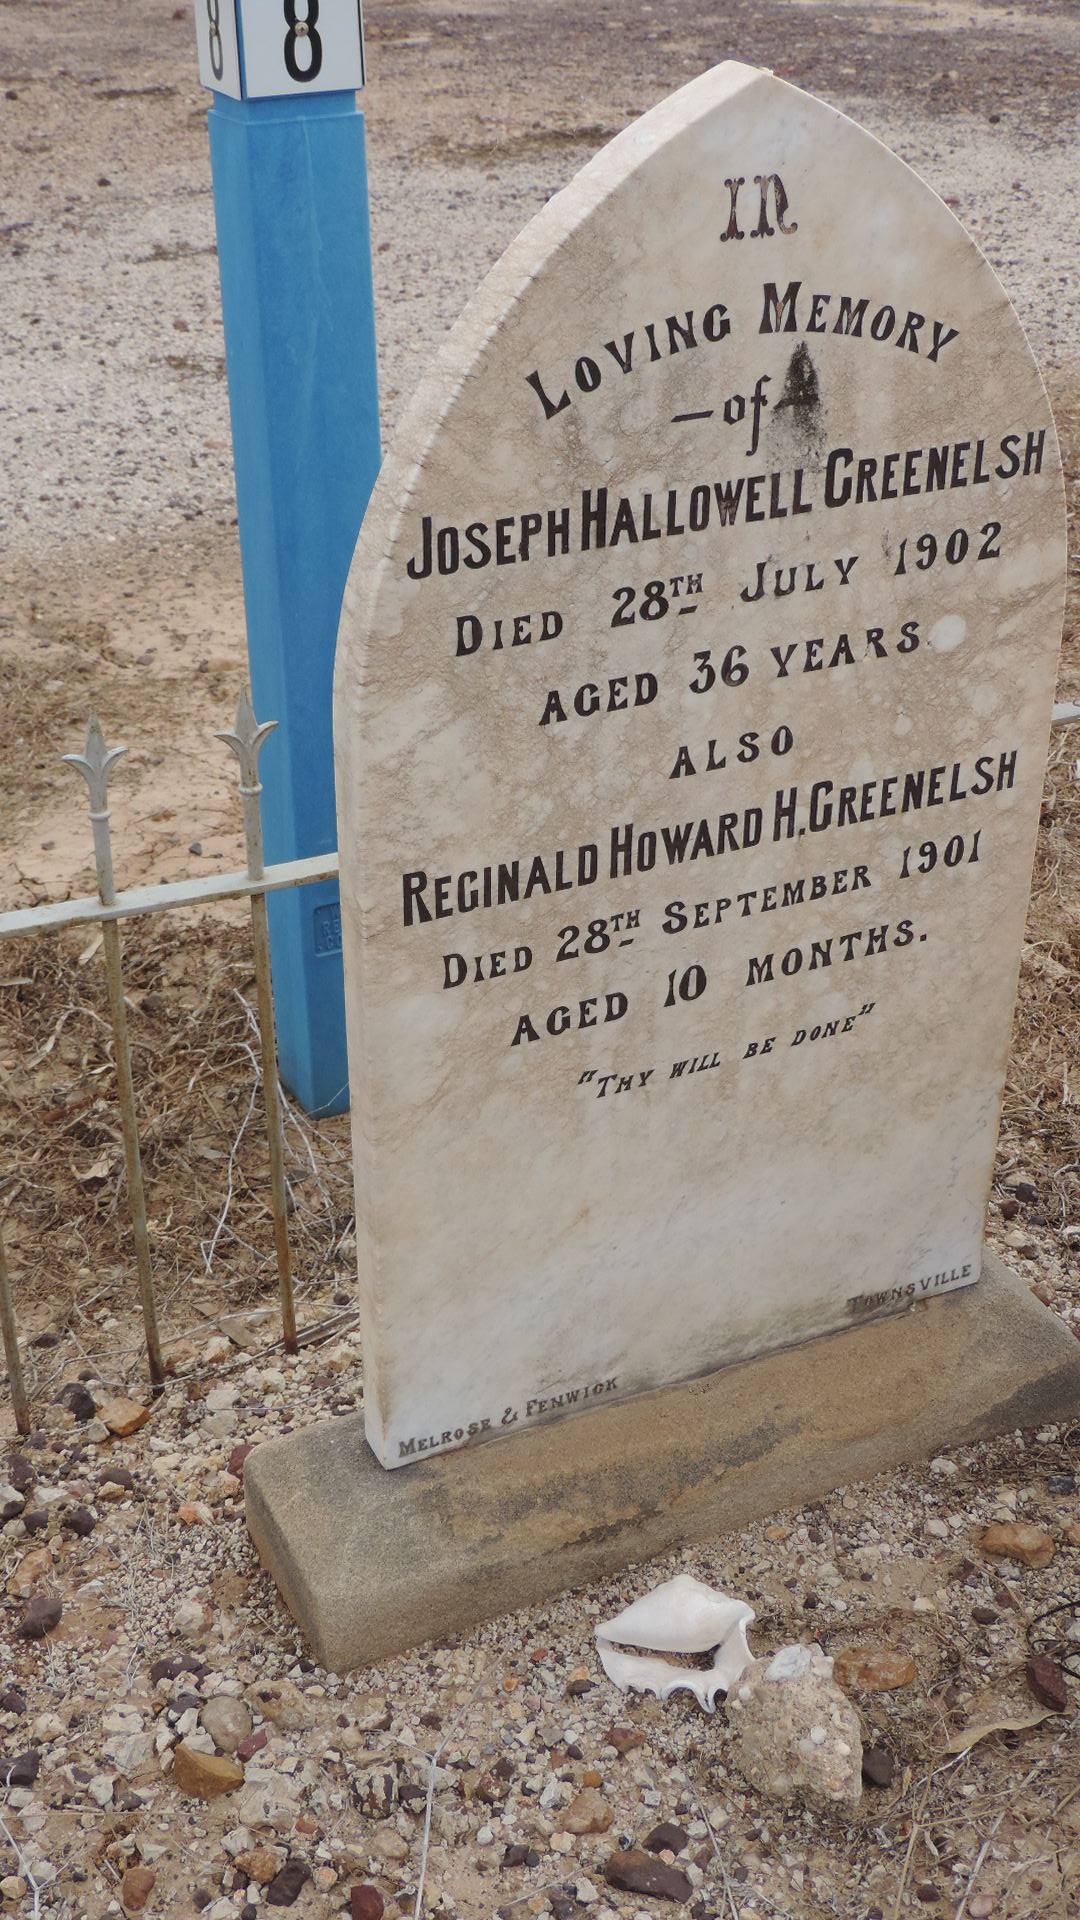 8
8
IN
LOVING MEMORY
—of
JOSEPH HALLOWELL GREENELSH
DIED 28TH JULY 1902
AGED 36 YEARS.
ALSO
REGINALD HOWARD H. GREENELSH
DIED 28TH SEPTEMBER 1901
AGED 10 MONTHS.
"THY WILL BE DONE"
MELROSE & FENWICK
TOWNSVILLE